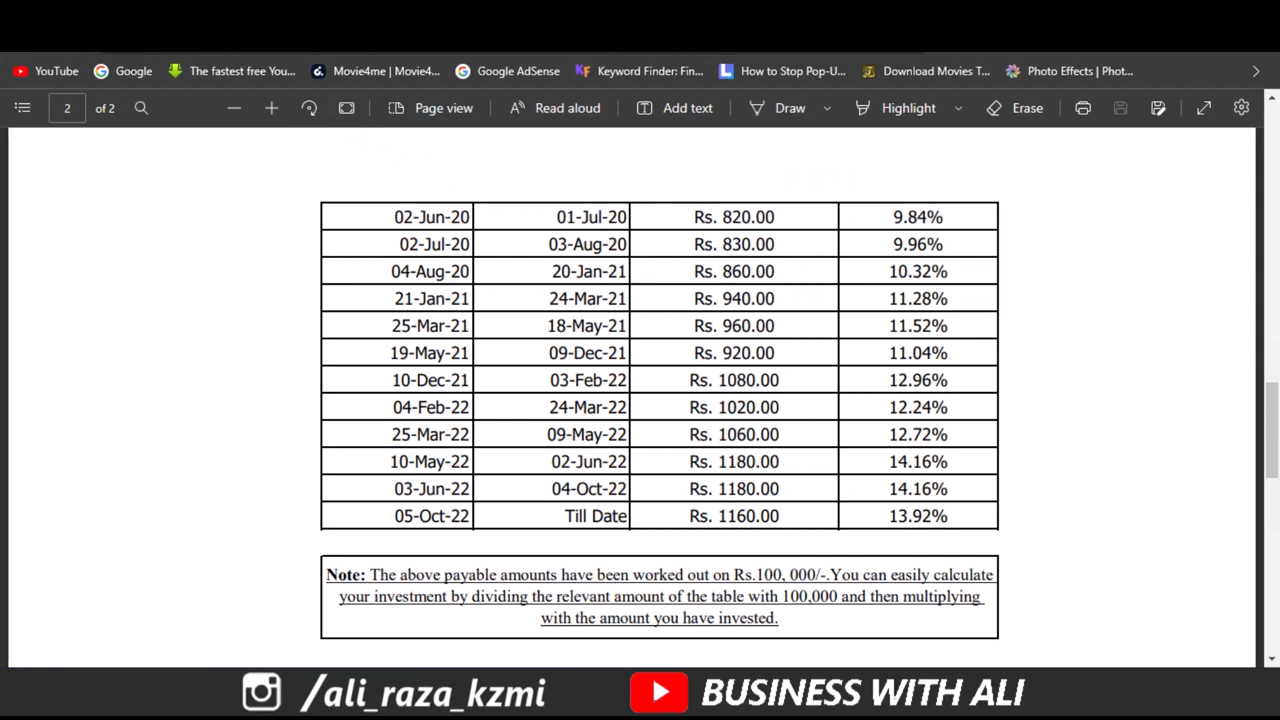 YouTube Google The fastest free You... Movie4me | Movie4... Google AdSense Keyword Finder: Fin... How to Stop Pop-U... Download Movies T... Photo Effects | Phot...
2 of 2 Page view Read aloud Add text Draw Highlight Erase
02-Jun-20 01-Jul-20 Rs. 820.00 9.84%
02-Jul-20 03-Aug-20 Rs. 830.00 9.96%
04-Aug-20 20-Jan-21 Rs. 860.00 10.32%
21-Jan-21 24-Mar-21 Rs. 940.00 11.28%
25-Mar-21 18-May-21 Rs. 960.00 11.52%
19-May-21 09-Dec-21 Rs. 920.00 11.04%
10-Dec-21 03-Feb-22 Rs. 1080.00 12.96%
04-Feb-22 24-Mar-22 Rs. 1020.00 12.24%
25-Mar-22 09-May-22 Rs. 1060.00 12.72%
10-May-22 02-Jun-22 Rs. 1180.00 14.16%
03-Jun-22 04-Oct-22 Rs. 1180.00 14.16%
05-Oct-22 Till Date Rs. 1160.00 13.92%
Note: The above payable amounts have been worked out on Rs.100, 000/-.You can easily calculate
your investment by dividing the relevant amount of the table with 100,000 and then multiplying
with the amount you have invested.
/ali_raza_kzmi BUSINESS WITH ALI